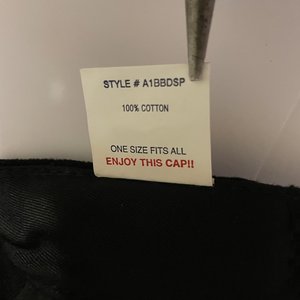 STYLE # A1BBDSP
100% COTTON
ONE SIZE FITS ALL
ENJOY THIS CAP!!